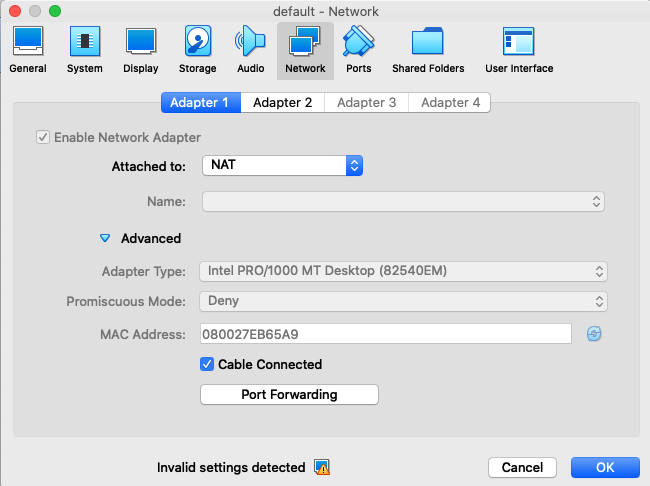 default - Network
General System Display Storage Audio Network Ports Shared Folders User Interface
Adapter 1 Adapter 2 Adapter 3 Adapter 4
Enable Network Adapter
Attached to: NAT
Name:
Advanced
Adapter Type: Intel PRO/1000 MT Desktop (82540EM)
Promiscuous Mode: Deny
MAC Address: 080027EB65A9
Cable Connected
Port Forwarding
Invalid settings detected Cancel OK